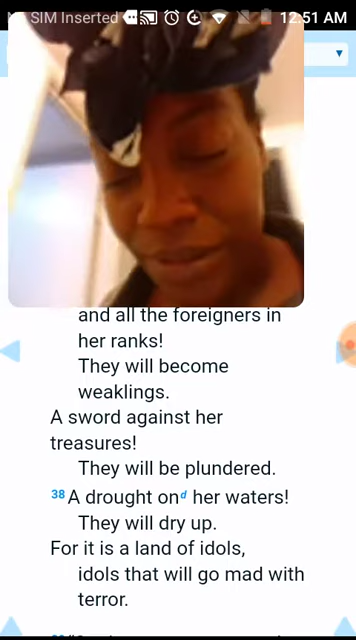 No SIM Inserted 12:51 AM
and all the foreigners in
her ranks!
They will become
weaklings.
A sword against her
treasures!
They will be plundered.
38 A drought on d her waters!
They will dry up.
For it is a land of idols,
idols that will go mad with
terror.